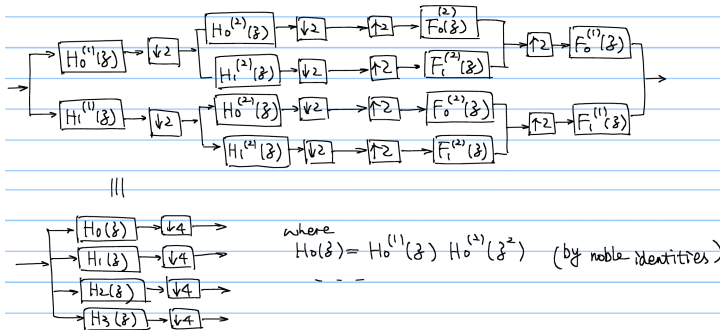 H₀⁽²⁾(z) ↓2 ↑2 F₀⁽²⁾(z)
H₀⁽¹⁾(z) ↓2 ↑2 F₀⁽¹⁾(z)
H₁⁽²⁾(z) ↓2 ↑2 F₁⁽²⁾(z)
H₀⁽²⁾(z) ↓2 ↑2 F₀⁽²⁾(z)
H₁⁽¹⁾(z) ↓2 ↑2 F₁⁽¹⁾(z)
H₁⁽²⁾(z) ↓2 ↑2 F₁⁽²⁾(z)
|||
H₀(z) ↓4
where
H₁(z) ↓4 H₀(z) = H₀⁽¹⁾(z) H₀⁽²⁾(z²) (by noble identities)
H₂(z) ↓4 - - -
H₃(z) ↓4